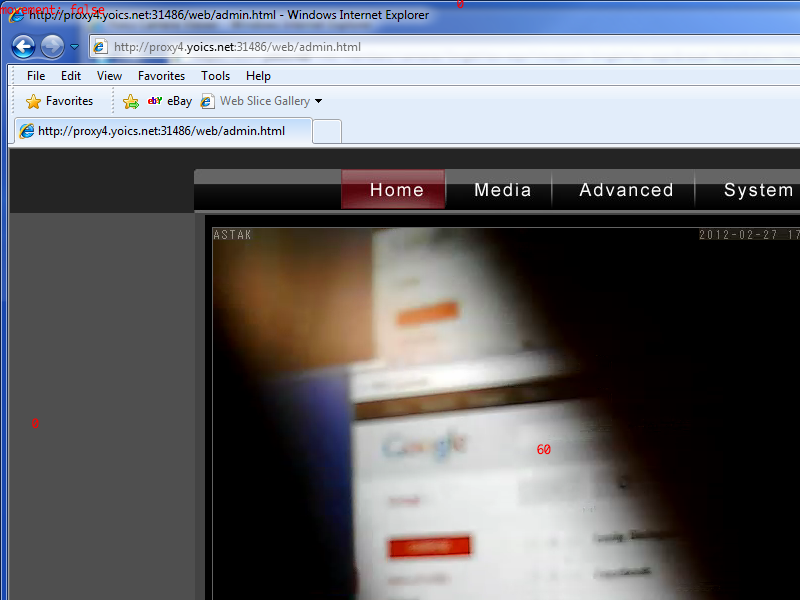 http://proxy4.yoics.net:31486/web/admin.html - Windows Internet Explorer
movement: false
0
http://proxy4.yoics.net:31486/web/admin.html
File Edit View Favorites Tools Help
Favorites eBay Web Slice Gallery
http://proxy4.yoics.net:31486/web/admin.html
Home Media Advanced System
ASTAK 2012-02-27 17
0
Google
60